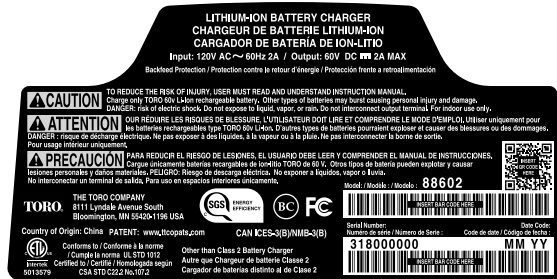 LITHIUM-ION BATTERY CHARGER
CHARGEUR DE BATTERIE LITHIUM-ION
CARGADOR DE BATERÍA DE ION-LITIO
Input: 120V AC ~ 60Hz 2A / Output: 60V DC ⎓ 2A MAX
Backfeed Protection / Protection contre le retour d'énergie / Protección frente a retroalimentación
CAUTION TO REDUCE THE RISK OF INJURY, USER MUST READ AND UNDERSTAND INSTRUCTION MANUAL.
Charge only TORO 60v Li-Ion rechargeable battery. Other types of batteries may burst causing personal injury and damage.
DANGER: risk of electric shock. Do not expose to liquid, vapor, or rain. Do not interconnect output terminal. For indoor use only.
ATTENTION OUR RÉDUIRE LES RISQUES DE BLESSURE, L'UTILISATEUR DOIT LIRE ET COMPRENDRE LE MODE D'EMPLOI, Utiliser uniquement pour
les batteries rechargeables type TORO 60V Li-Ion. D'autres types de batteries pourraient exploser et causer des blessures ou des dommages.
DANGER : risque de décharge électrique. Ne pas exposer à des liquides, à la vapeur ou à la pluie. Ne pas interconnecter la borne de sortie.
Pour usage intérieur uniquement.
PRECAUCIÓN PARA REDUCIR EL RIESGO DE LESIONES, EL USUARIO DEBE LEER Y COMPRENDER EL MANUAL DE INSTRUCCIONES,
Cargue únicamente baterías recargables de ion-litio TORO de 60 V. Otros tipos de batería pueden explotar y causar
lesiones personales y daños materiales. PELIGRO: Riesgo de descarga eléctrica. No exponer a líquidos, vapor o lluvia.
No interconectar un terminal de salida, Para uso en espacios interiores únicamente,
INSERT QR CODE HERE
Model: / Modèle : / Modelo : 88602
INSERT BAR CODE HERE
TORO.
THE TORO COMPANY
8111 Lyndale Avenue South
Bloomington, MN 55420-1196 USA
SGS ENERGY EFFICIENCY
BC
FC
Country of Origin: China PATENT: www.ttcopats.com CAN ICES-3(B)/NMB-3(B)
Serial Number:
Numéro de série / Número de Serie :
318000000
Date Code:
Code de date / Código de fecha :
MM YY
INSERT BAR CODE HERE
ETL
Intertek
5013579
Conforms to / Conforme à la norme
/ Cumple la norma UL STD 1012
Certified to / Certifié / Homologada según
CSA STD C22.2 No.107.2
Other than Class 2 Battery Charger
Autre que Chargeur de batterie Classe 2
Cargador de baterías distinto al de Clase 2